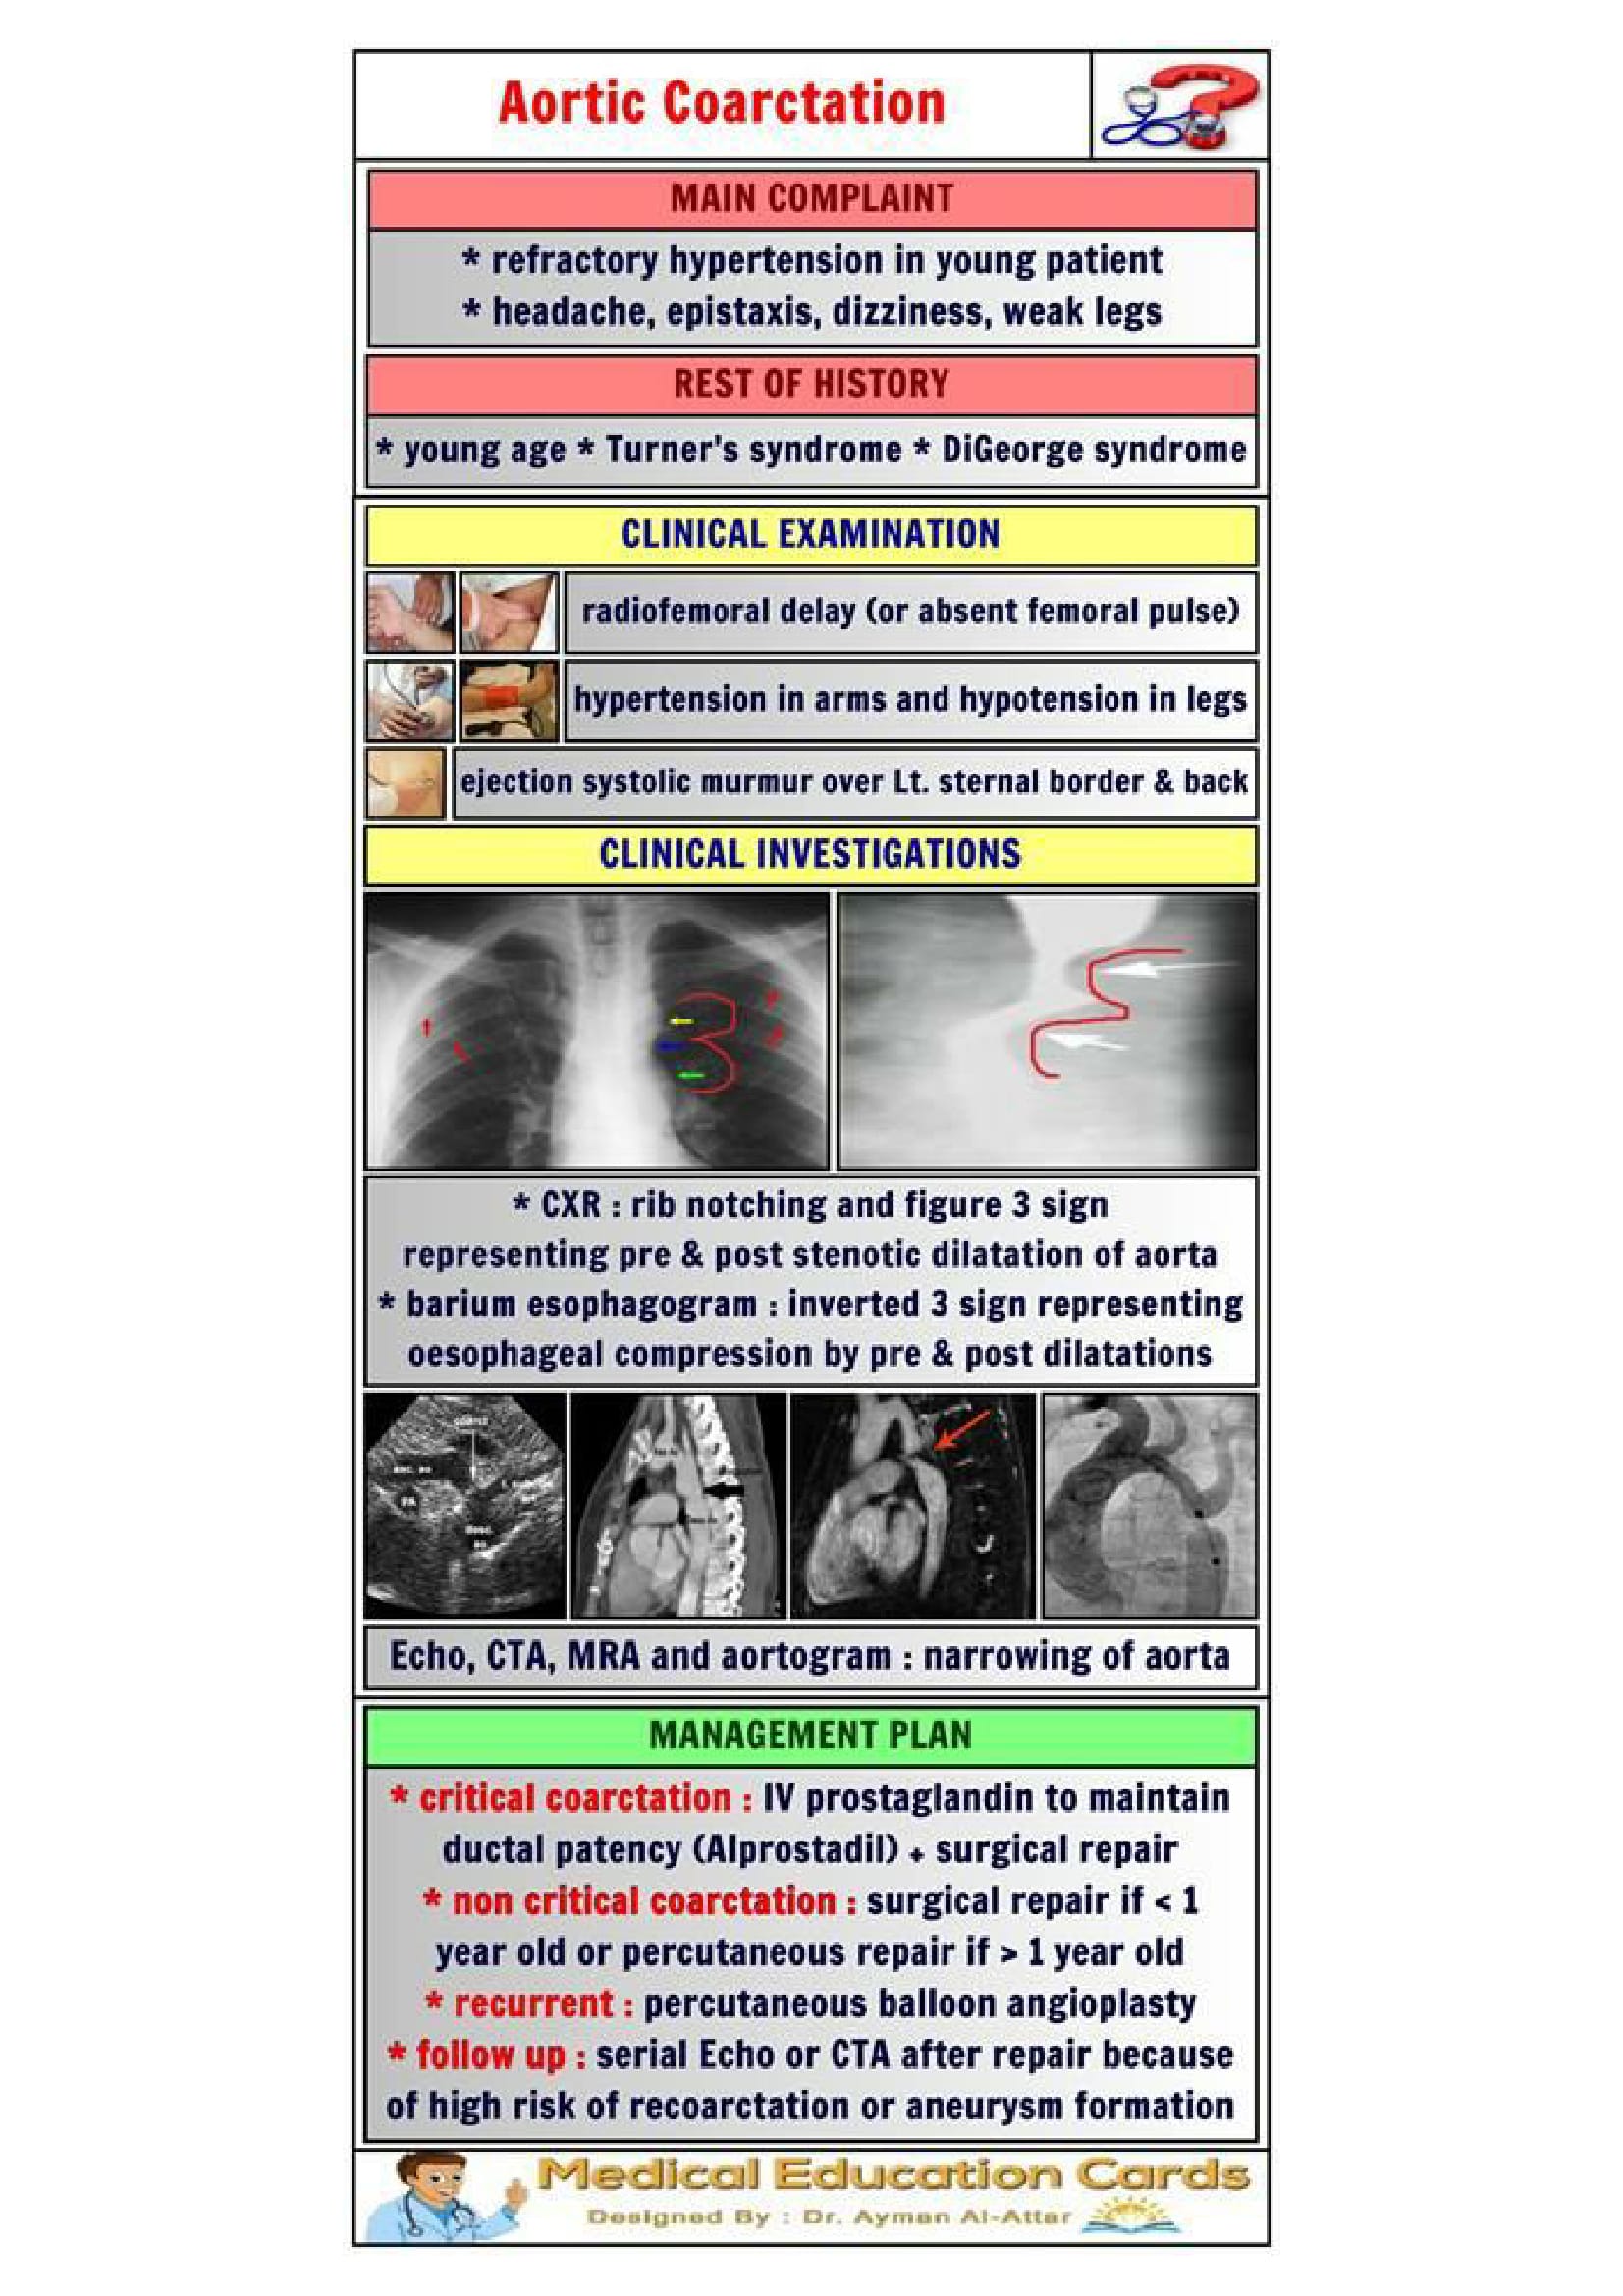 Aortic Coarctation
MAIN COMPLAINT
* refractory hypertension in young patient
* headache, epistaxis, dizziness, weak legs
REST OF HISTORY
* young age * Turner's syndrome * DiGeorge syndrome
CLINICAL EXAMINATION
radiofemoral delay (or absent femoral pulse)
hypertension in arms and hypotension in legs
ejection systolic murmur over Lt. sternal border & back
CLINICAL INVESTIGATIONS
* CXR : rib notching and figure 3 sign
representing pre & post stenotic dilatation of aorta
* barium esophagogram : inverted 3 sign representing
oesophageal compression by pre & post dilatations
PA
Echo, CTA, MRA and aortogram : narrowing of aorta
MANAGEMENT PLAN
* critical coarctation : IV prostaglandin to maintain
ductal patency (Alprostadil) + surgical repair
* non critical coarctation : surgical repair if < 1
year old or percutaneous repair if > 1 year old
* recurrent : percutaneous balloon angioplasty
* follow up : serial Echo or CTA after repair because
of high risk of recoarctation or aneurysm formation
Medical Education Cards
Designed By : Dr. Ayman Al-Attar